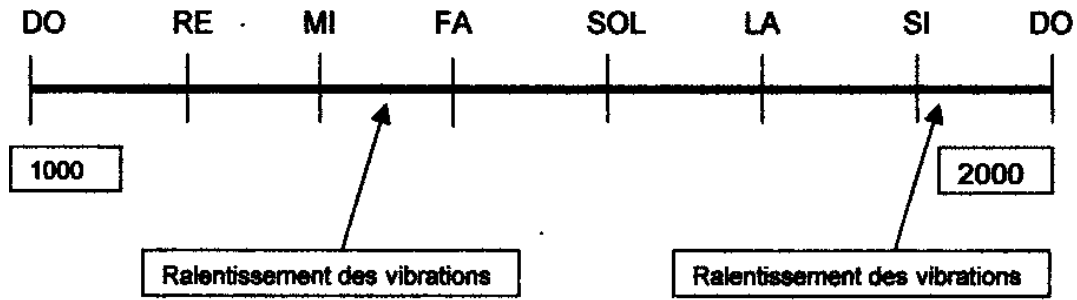 DO RE MI FA SOL LA SI DO
1000
2000
Ralentissement des vibrations
Ralentissement des vibrations